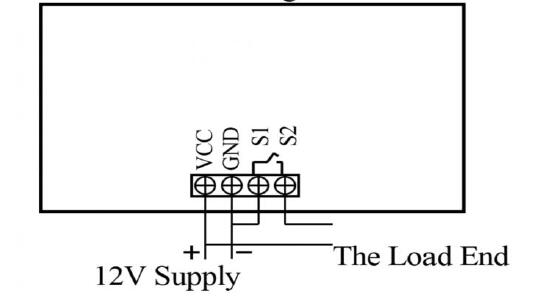 VCC
GND
S1
S2
+
−
The Load End
12V Supply